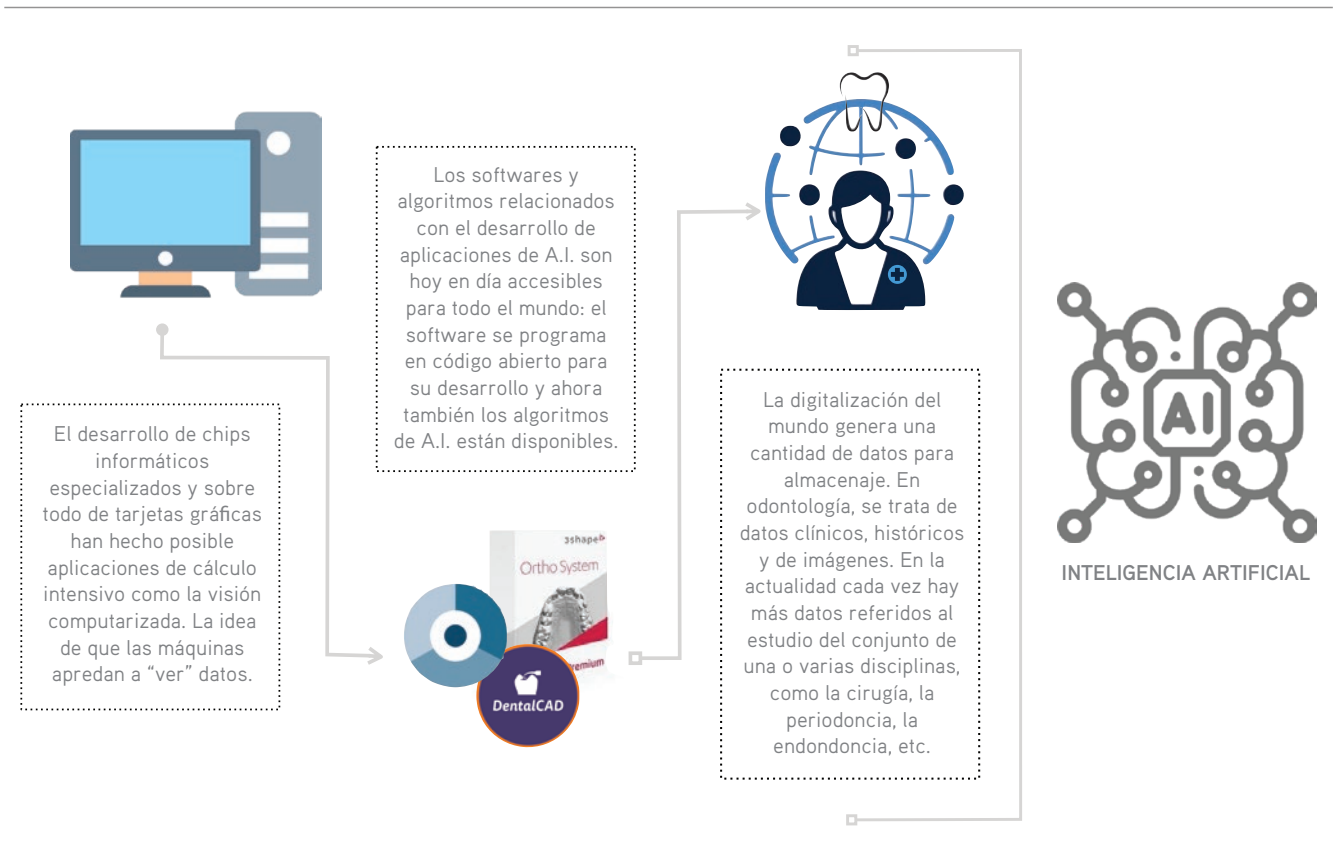 El desarrollo de chips
informáticos
especializados y sobre
todo de tarjetas gráficas
han hecho posible
aplicaciones de cálculo
intensivo como la visión
computarizada. La idea
de que las máquinas
apredan a “ver” datos.
Los softwares y
algoritmos relacionados
con el desarrollo de
aplicaciones de A.I. son
hoy en día accesibles
para todo el mundo: el
software se programa
en código abierto para
su desarrollo y ahora
también los algoritmos
de A.I. están disponibles.
3shape
Ortho System
remium
DentalCAD
La digitalización del
mundo genera una
cantidad de datos para
almacenaje. En
odontología, se trata de
datos clínicos, históricos
y de imágenes. En la
actualidad cada vez hay
más datos referidos al
estudio del conjunto de
una o varias disciplinas,
como la cirugía, la
periodoncia, la
endondoncia, etc.
AI
INTELIGENCIA ARTIFICIAL